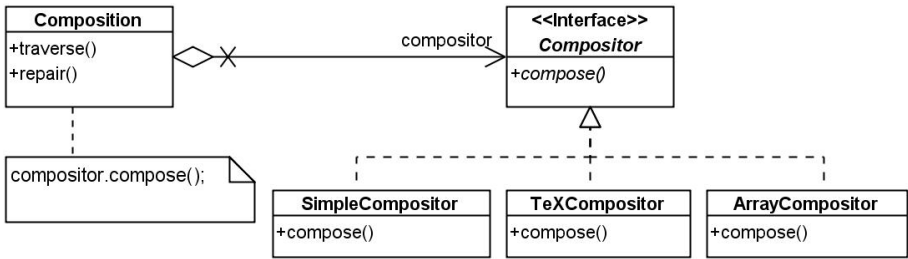 Composition
+traverse()
+repair()
compositor
<<Interface>>
Compositor
+compose()
compositor.compose();
SimpleCompositor
+compose()
TeXCompositor
+compose()
ArrayCompositor
+compose()